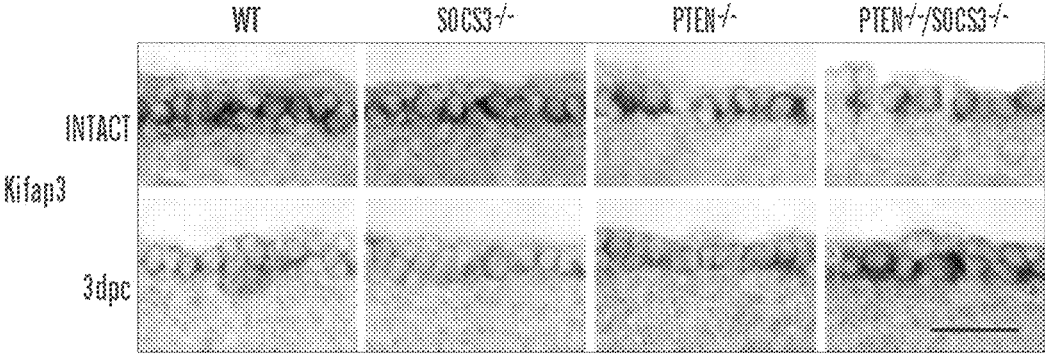 WT SOCS3-/- PTEN-/- PTEN-/-/SOCS3-/-
INTACT
Kifap3
3dpc